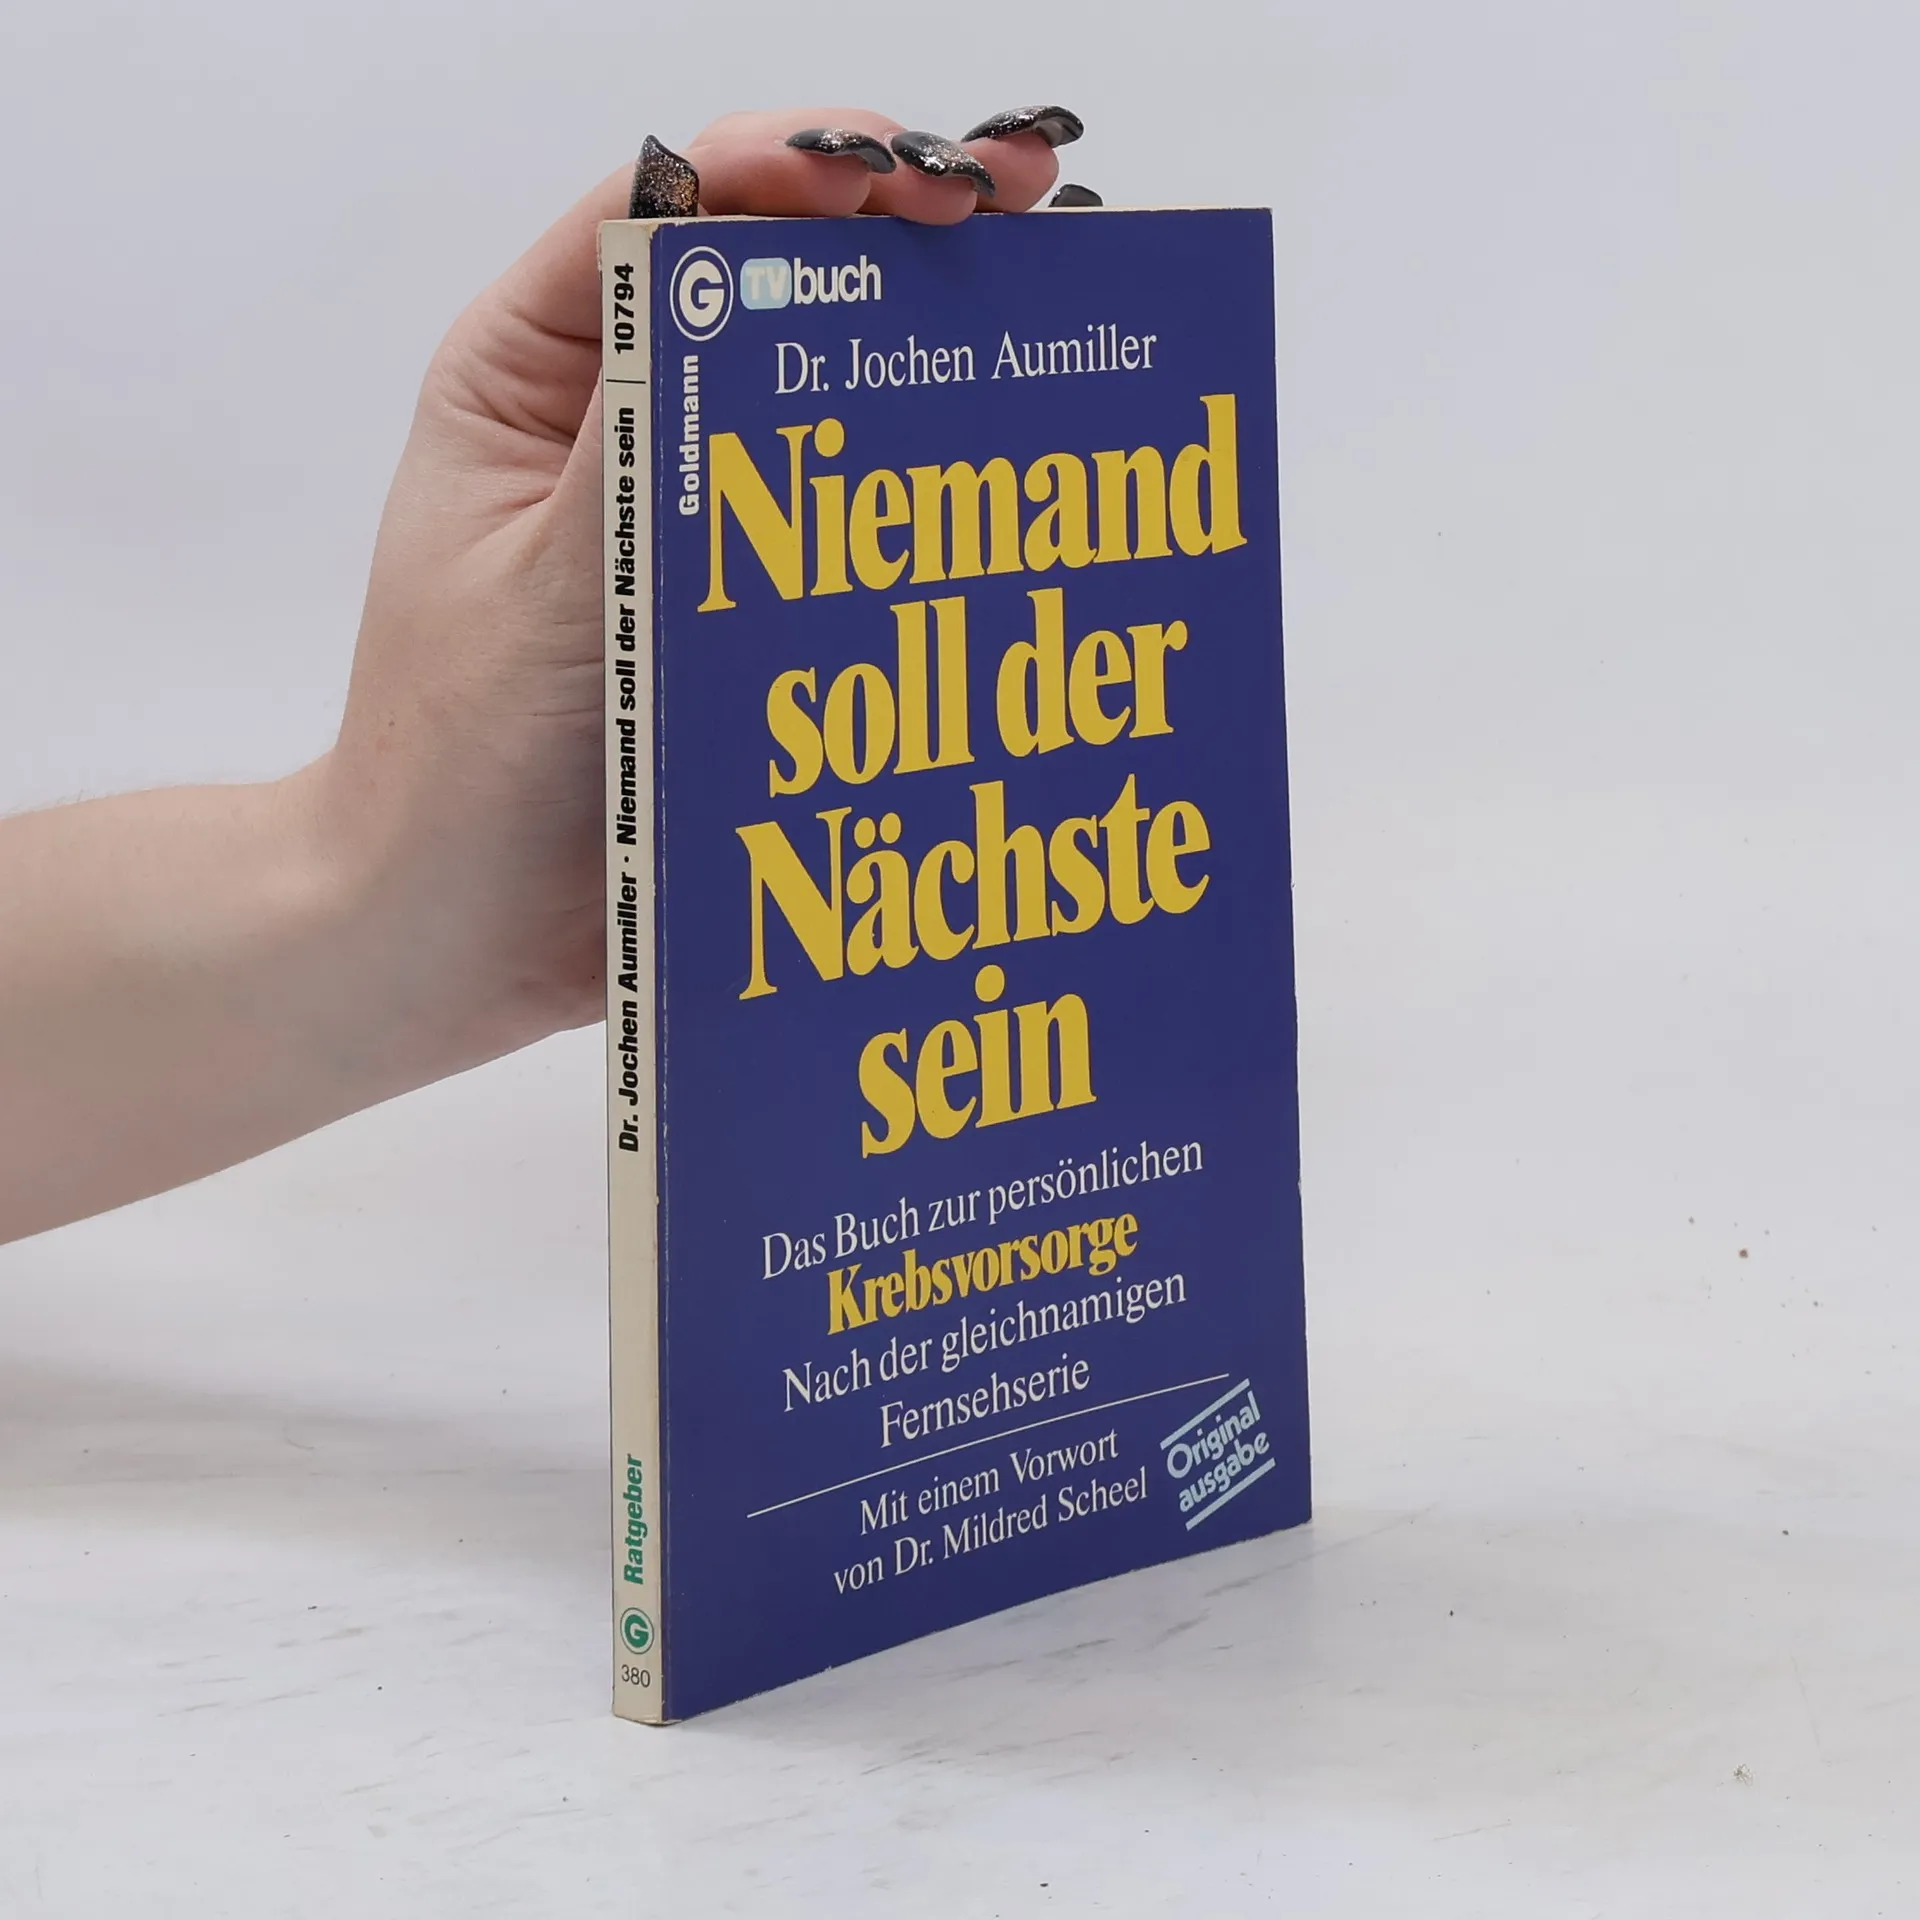 G TVbuch
Goldmann
Dr. Jochen Aumiller
Niemand
soll der
Nächste
sein
Das Buch zur persönlichen
Krebsvorsorge
Nach der gleichnamigen
Fernsehserie
Mit einem Vorwort
von Dr. Mildred Scheel
Original
ausgabe
Dr. Jochen Aumiller · Niemand soll der Nächste sein | 10794
Ratgeber
G
380